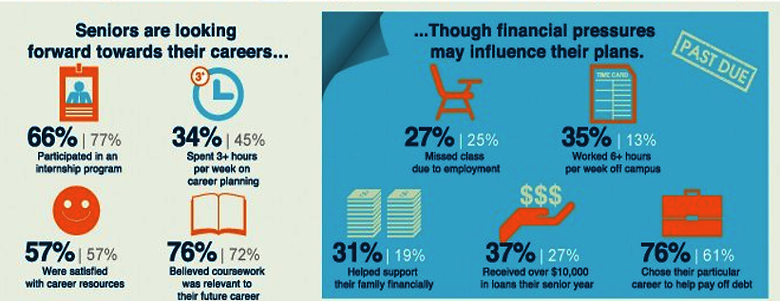 Seniors are looking
forward towards their careers...
3+
66% | 77%
Participated in an
internship program
34% | 45%
Spent 3+ hours
per week on
career planning
57% | 57%
Were satisfied
with career resources
76% | 72%
Believed coursework
was relevant to
their future career
...Though financial pressures
may influence their plans.
PAST DUE
TIME CARD
27% | 25%
Missed class
due to employment
35% | 13%
Worked 6+ hours
per week off campus
$$$
31% | 19%
Helped support
their family financially
37% | 27%
Received over $10,000
in loans their senior year
76% | 61%
Chose their particular
career to help pay off debt